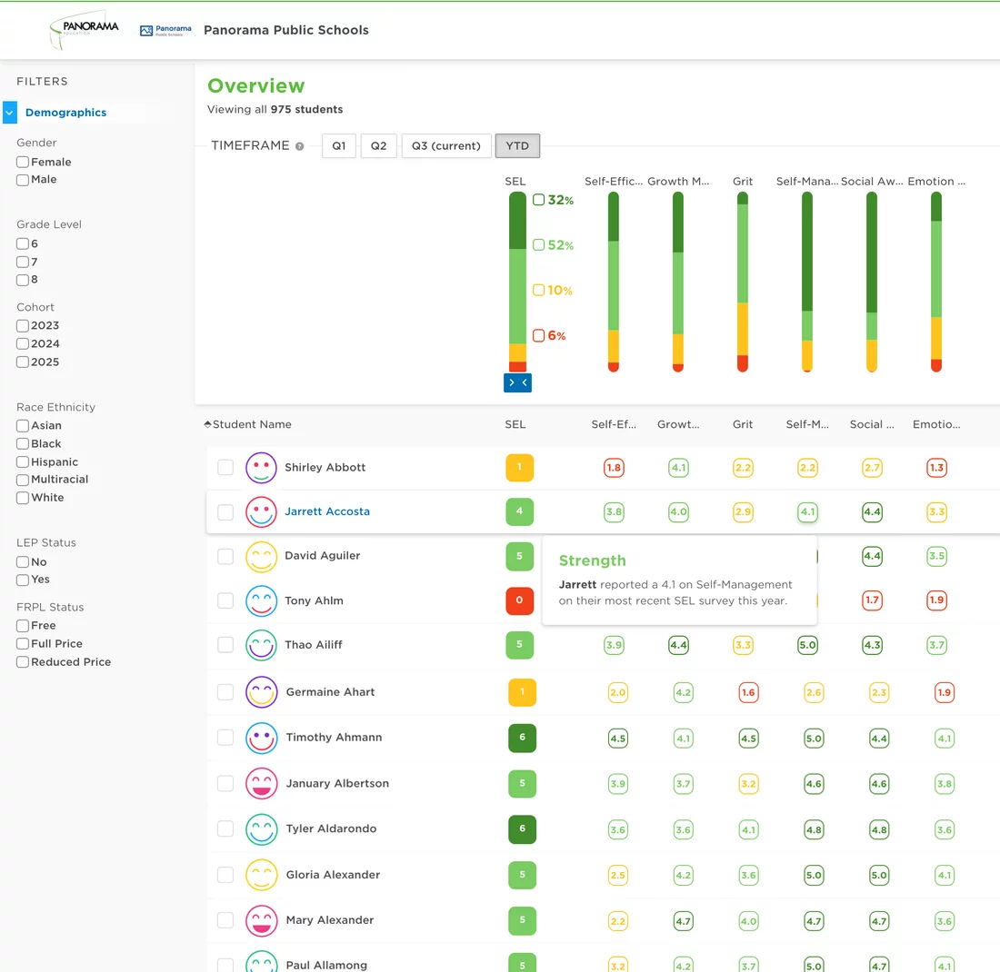 PANORAMA
EDUCATION
Panorama
Public Schools
Panorama Public Schools
FILTERS
Demographics
Gender
Female
Male
Grade Level
6
7
8
Cohort
2023
2024
2025
Race Ethnicity
Asian
Black
Hispanic
Multiracial
White
LEP Status
No
Yes
FRPL Status
Free
Full Price
Reduced Price
Overview
Viewing all 975 students
TIMEFRAME ? Q1 Q2 Q3 (current) YTD
SEL Self-Effic... Growth M... Grit Self-Mana... Social Aw... Emotion ...
32%
52%
10%
6%
Student Name SEL Self-Ef... Growt... Grit Self-M... Social ... Emotio...
Shirley Abbott 1 1.8 4.1 2.2 2.2 2.7 1.3
Jarrett Accosta 4 3.8 4.0 2.9 4.1 4.4 3.3
David Aguiler 5 4.4 3.5
Strength
Jarrett reported a 4.1 on Self-Management
on their most recent SEL survey this year.
Tony Ahlm 0 1.7 1.9
Thao Ailiff 5 3.9 4.4 3.3 5.0 4.3 3.7
Germaine Ahart 1 2.0 4.2 1.6 2.6 2.3 1.9
Timothy Ahmann 6 4.5 4.1 4.5 5.0 4.4 4.1
January Albertson 5 3.9 3.7 3.2 4.6 4.6 3.8
Tyler Aldarondo 6 3.6 3.6 4.1 4.8 4.8 3.6
Gloria Alexander 5 2.5 4.2 3.6 5.0 5.0 4.1
Mary Alexander 5 2.2 4.7 4.0 4.7 4.7 3.6
Paul Allamong 5 3.2 4.2 3.7 5.0 4.7 4.1